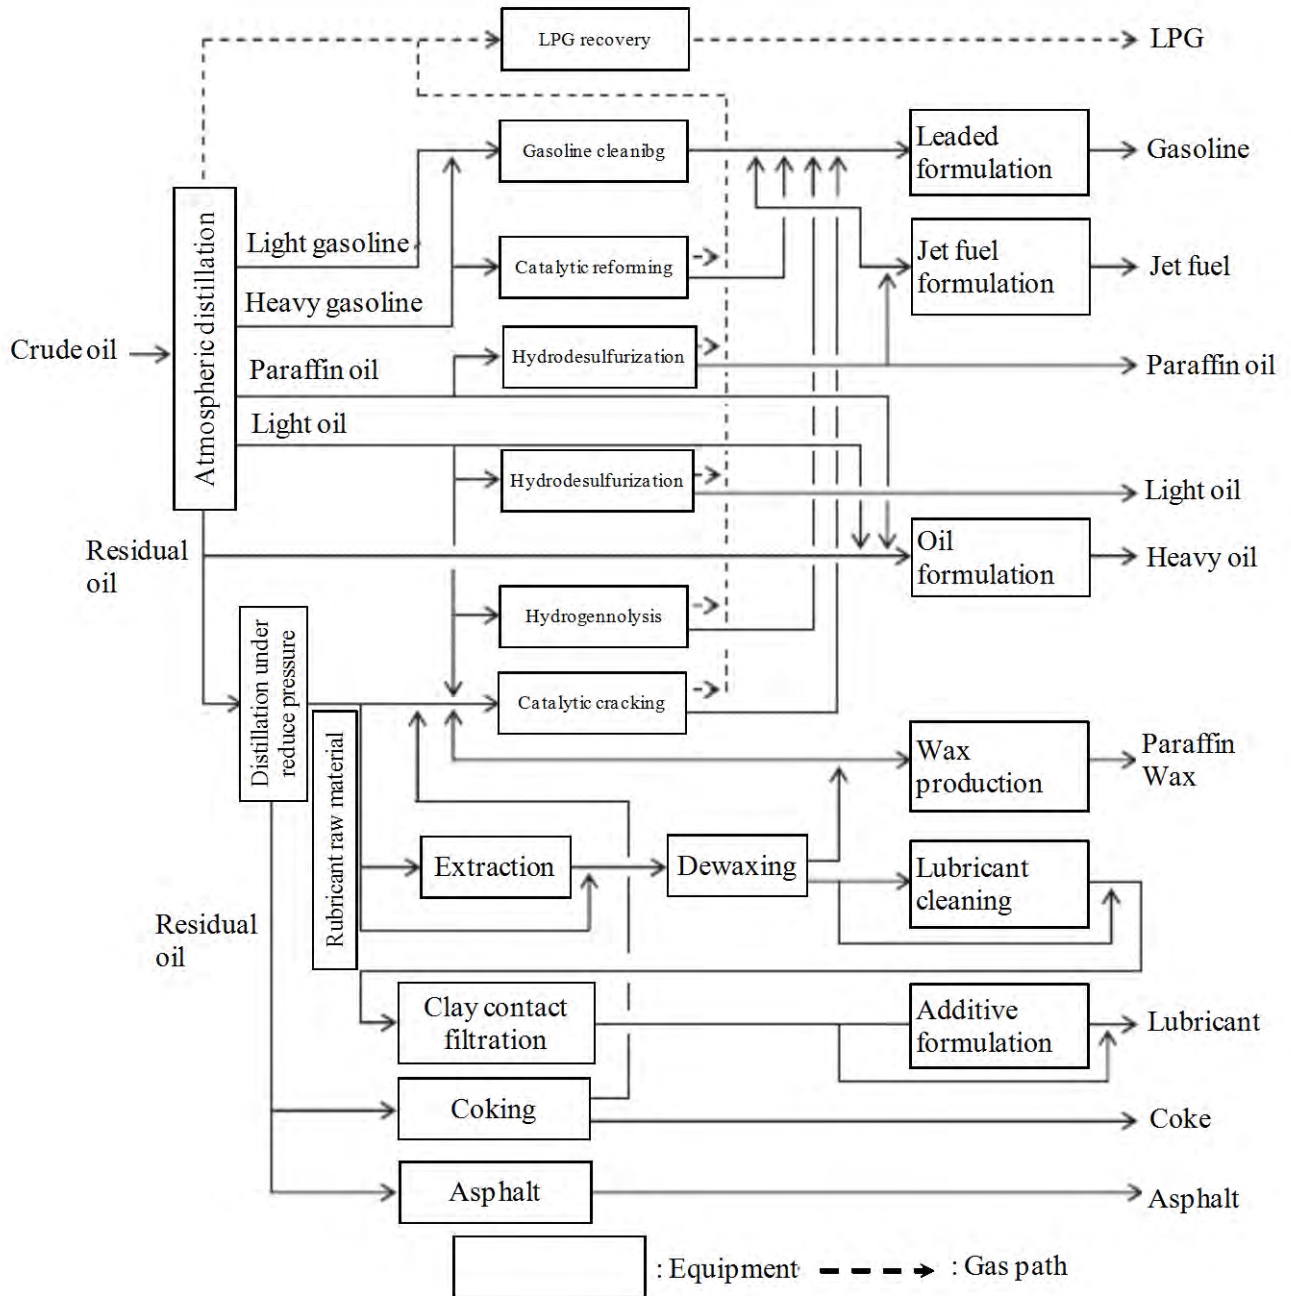 LPG recovery
LPG
Gasoline cleanibg
Leaded
formulation
Gasoline
Atmospheric distillation
Light gasoline
Catalytic reforming
Jet fuel
formulation
Jet fuel
Heavy gasoline
Crude oil
Hydrodesulfurization
Paraffin oil
Paraffin oil
Light oil
Hydrodesulfurization
Light oil
Residual
oil
Oil
formulation
Heavy oil
Hydrogennolysis
Distillation under
reduce pressure
Catalytic cracking
Rubricant raw material
Wax
production
Paraffin
Wax
Extraction
Dewaxing
Lubricant
cleaning
Residual
oil
Clay contact
filtration
Additive
formulation
Lubricant
Coking
Coke
Asphalt
Asphalt
: Equipment
: Gas path